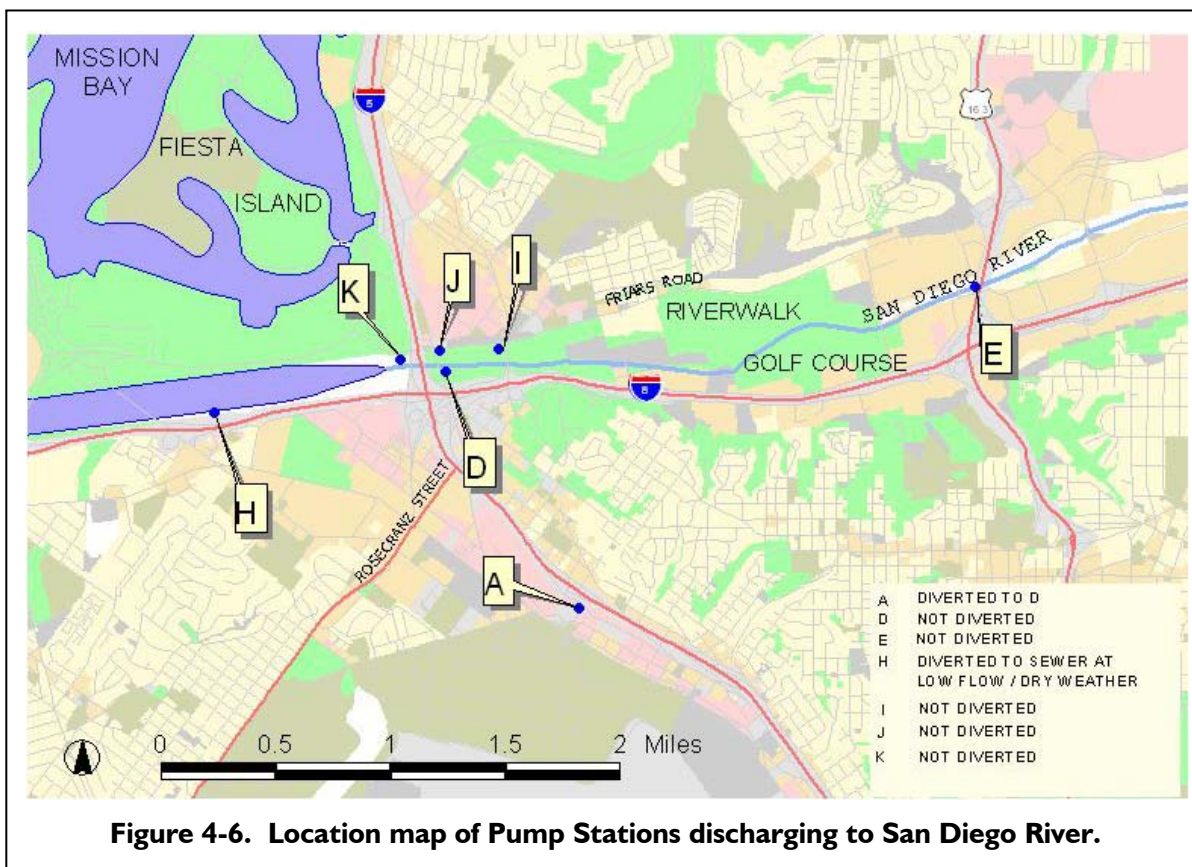 MISSION
BAY
FIESTA
ISLAND
5
163
K
J
I
FRIARS ROAD
RIVERWALK
SAN DIEGO RIVER
GOLF COURSE
E
8
H
D
ROSECRANZ STREET
A
A DIVERTED TO D
D NOT DIVERTED
E NOT DIVERTED
H DIVERTED TO SEWER AT
LOW FLOW / DRY WEATHER
I NOT DIVERTED
J NOT DIVERTED
K NOT DIVERTED
0 0.5 1 1.5 2 Miles
Figure 4-6. Location map of Pump Stations discharging to San Diego River.